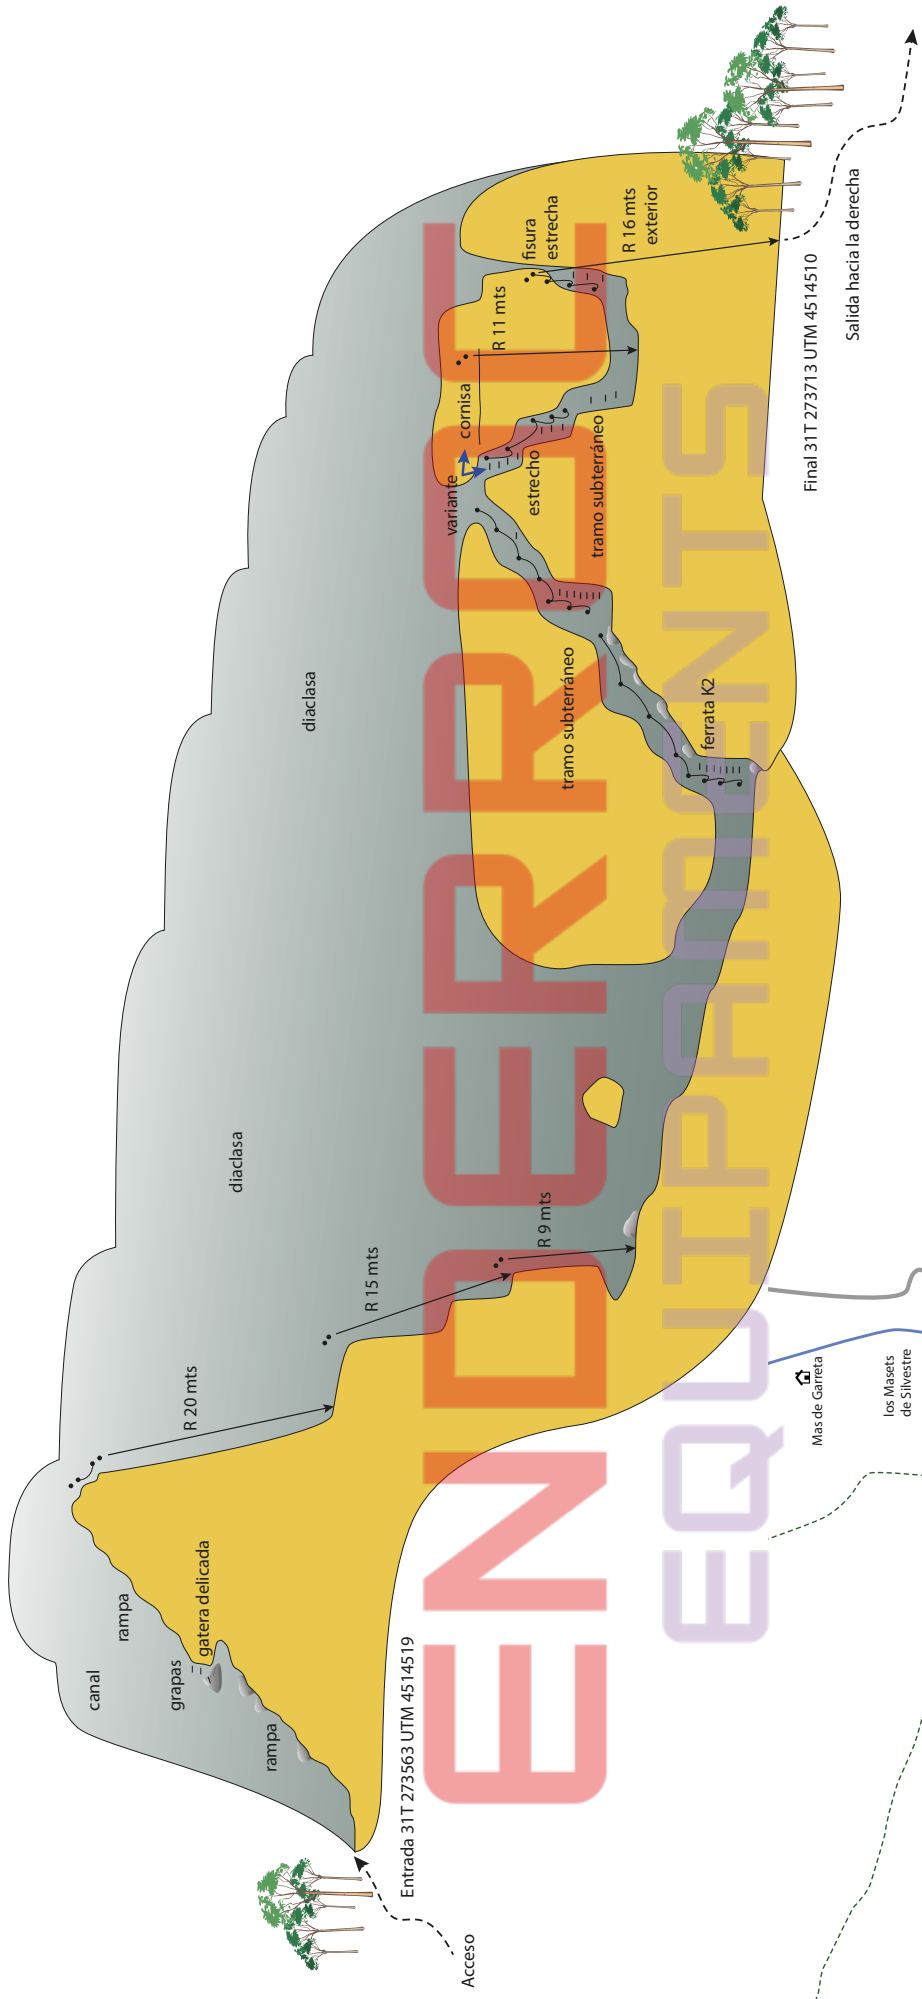 Acceso
Entrada 31T 273563 UTM 4514519
rampa
canal
grapas
gatera delicada
rampa
R 20 mts
R 15 mts
R 9 mts
diaclasa
diaclasa
ferrata K2
tramo subterráneo
tramo subterráneo
estrecho
variante
cornisa
R 11 mts
fisura
estrecha
R 16 mts
exterior
Final 31T 273713 UTM 4514510
Salida hacia la derecha
Mas de Garreta
los Masets
de Silvestre
ENDERROCK
EQUIPAMENTS